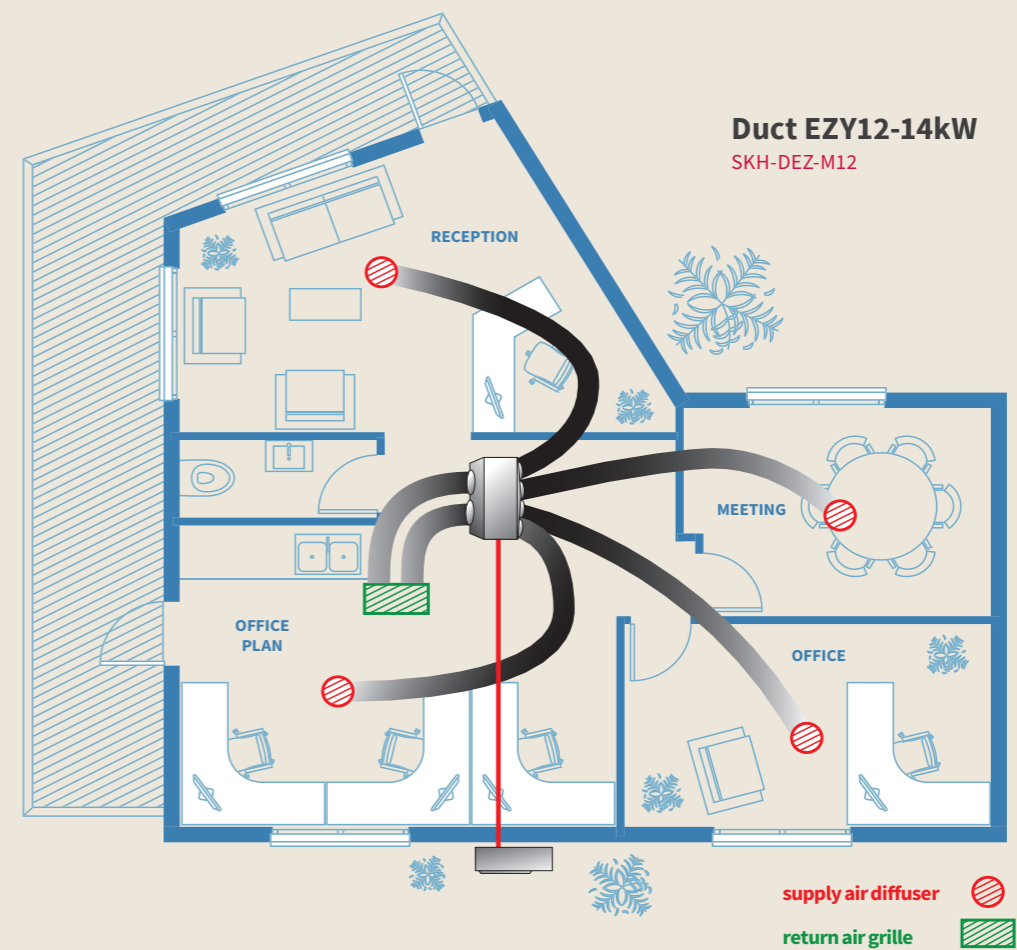 Duct EZY12-14kW
SKH-DEZ-M12
RECEPTION
MEETING
OFFICE
PLAN
OFFICE
supply air diffuser
return air grille